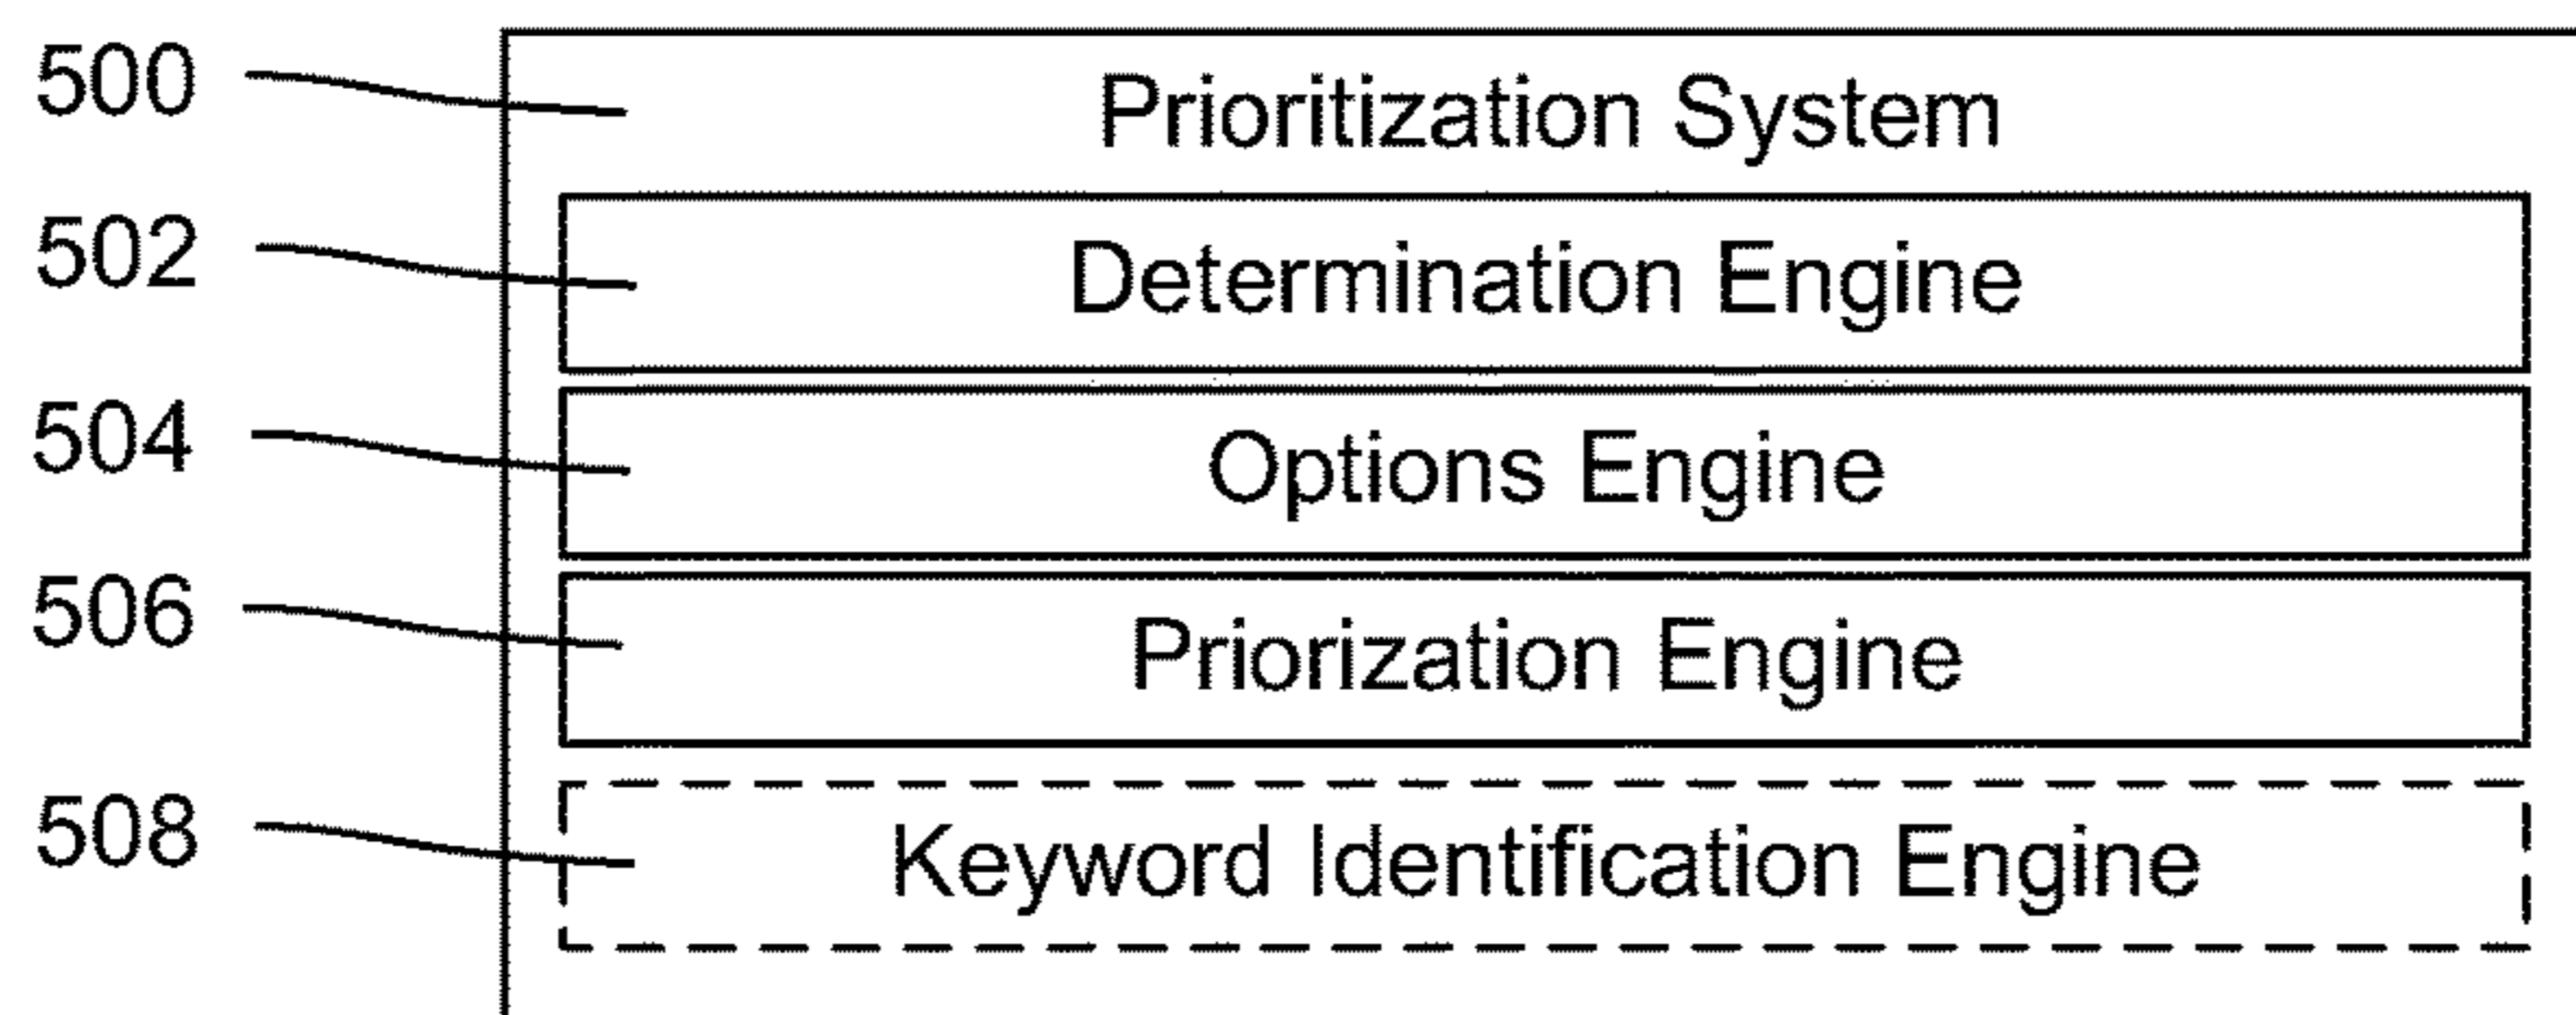 500 Prioritization System
502 Determination Engine
504 Options Engine
506 Priorization Engine
508 Keyword Identification Engine